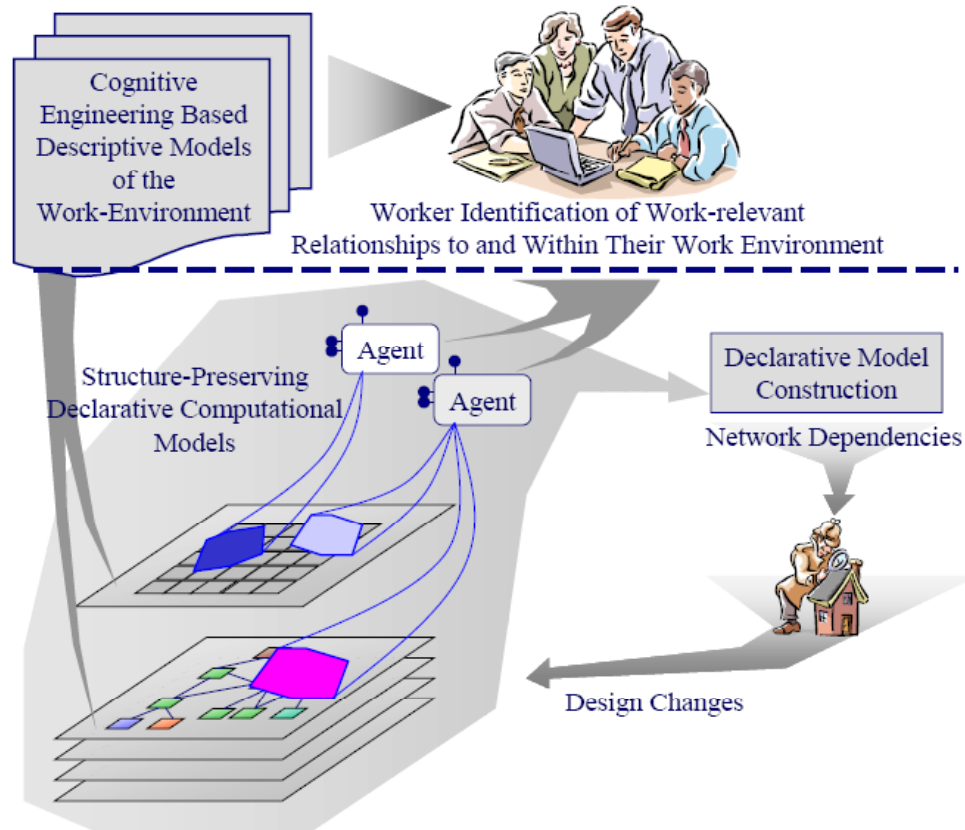 Cognitive
Engineering Based
Descriptive Models
of the
Work-Environment
Worker Identification of Work-relevant
Relationships to and Within Their Work Environment
Agent
Agent
Structure-Preserving
Declarative Computational
Models
Declarative Model
Construction
Network Dependencies
Design Changes